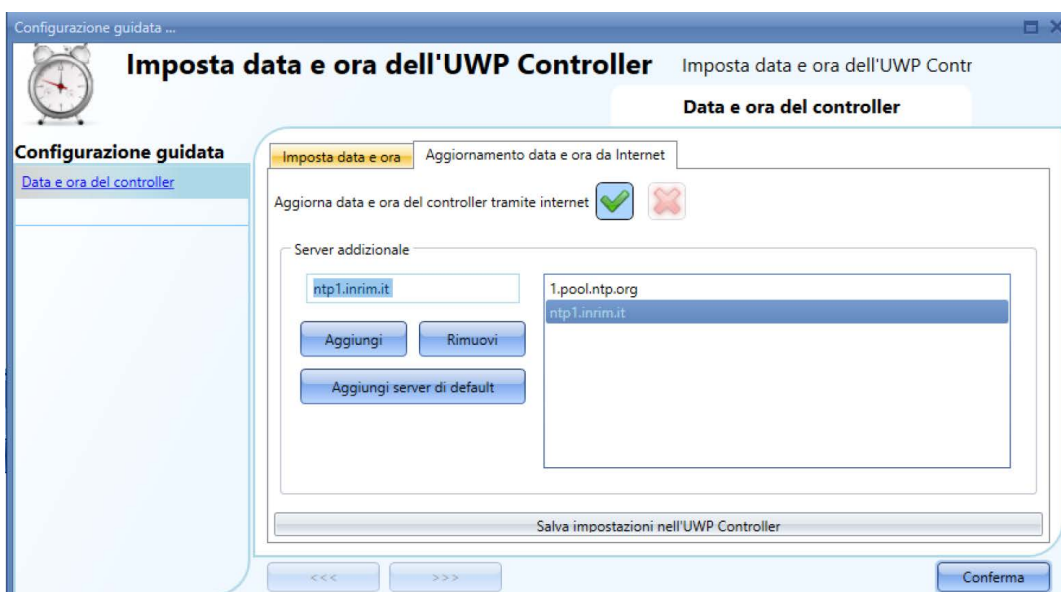 Configurazione guidata ...
Imposta data e ora dell'UWP Controller
Imposta data e ora dell'UWP Contr
Data e ora del controller
Configurazione guidata
Data e ora del controller
Imposta data e ora
Aggiornamento data e ora da Internet
Aggiorna data e ora del controller tramite internet
Server addizionale
ntp1.inrim.it
1.pool.ntp.org
ntp1.inrim.it
Aggiungi
Rimuovi
Aggiungi server di default
Salva impostazioni nell'UWP Controller
<<<
>>>
Conferma